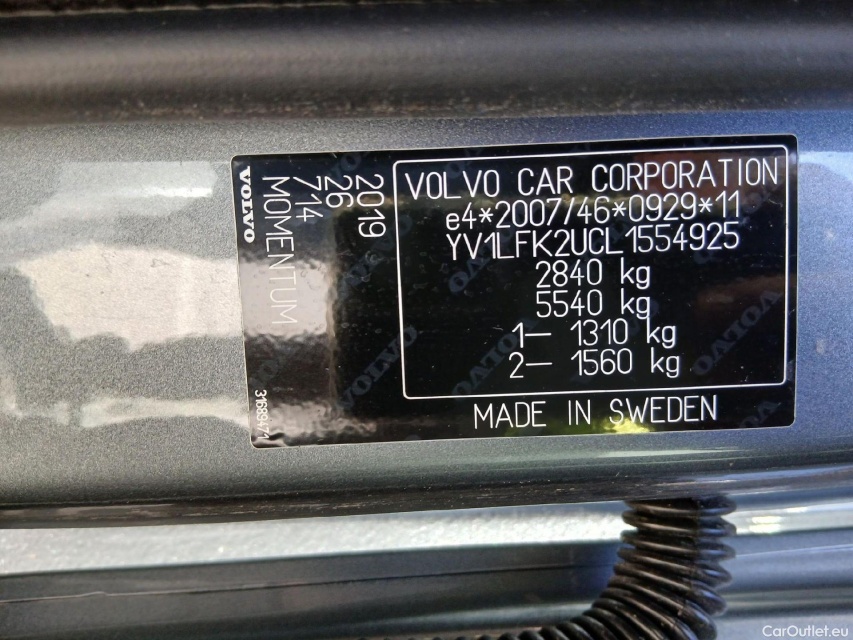 VOLVO
MOMENTUM
714
26
2019
31689474
VOLVO CAR CORPORATION
e4*2007/46*0929*11
YV1LFK2UCL1554925
2840 kg
5540 kg
1– 1310 kg
2– 1560 kg
MADE IN SWEDEN
CarOutlet.eu